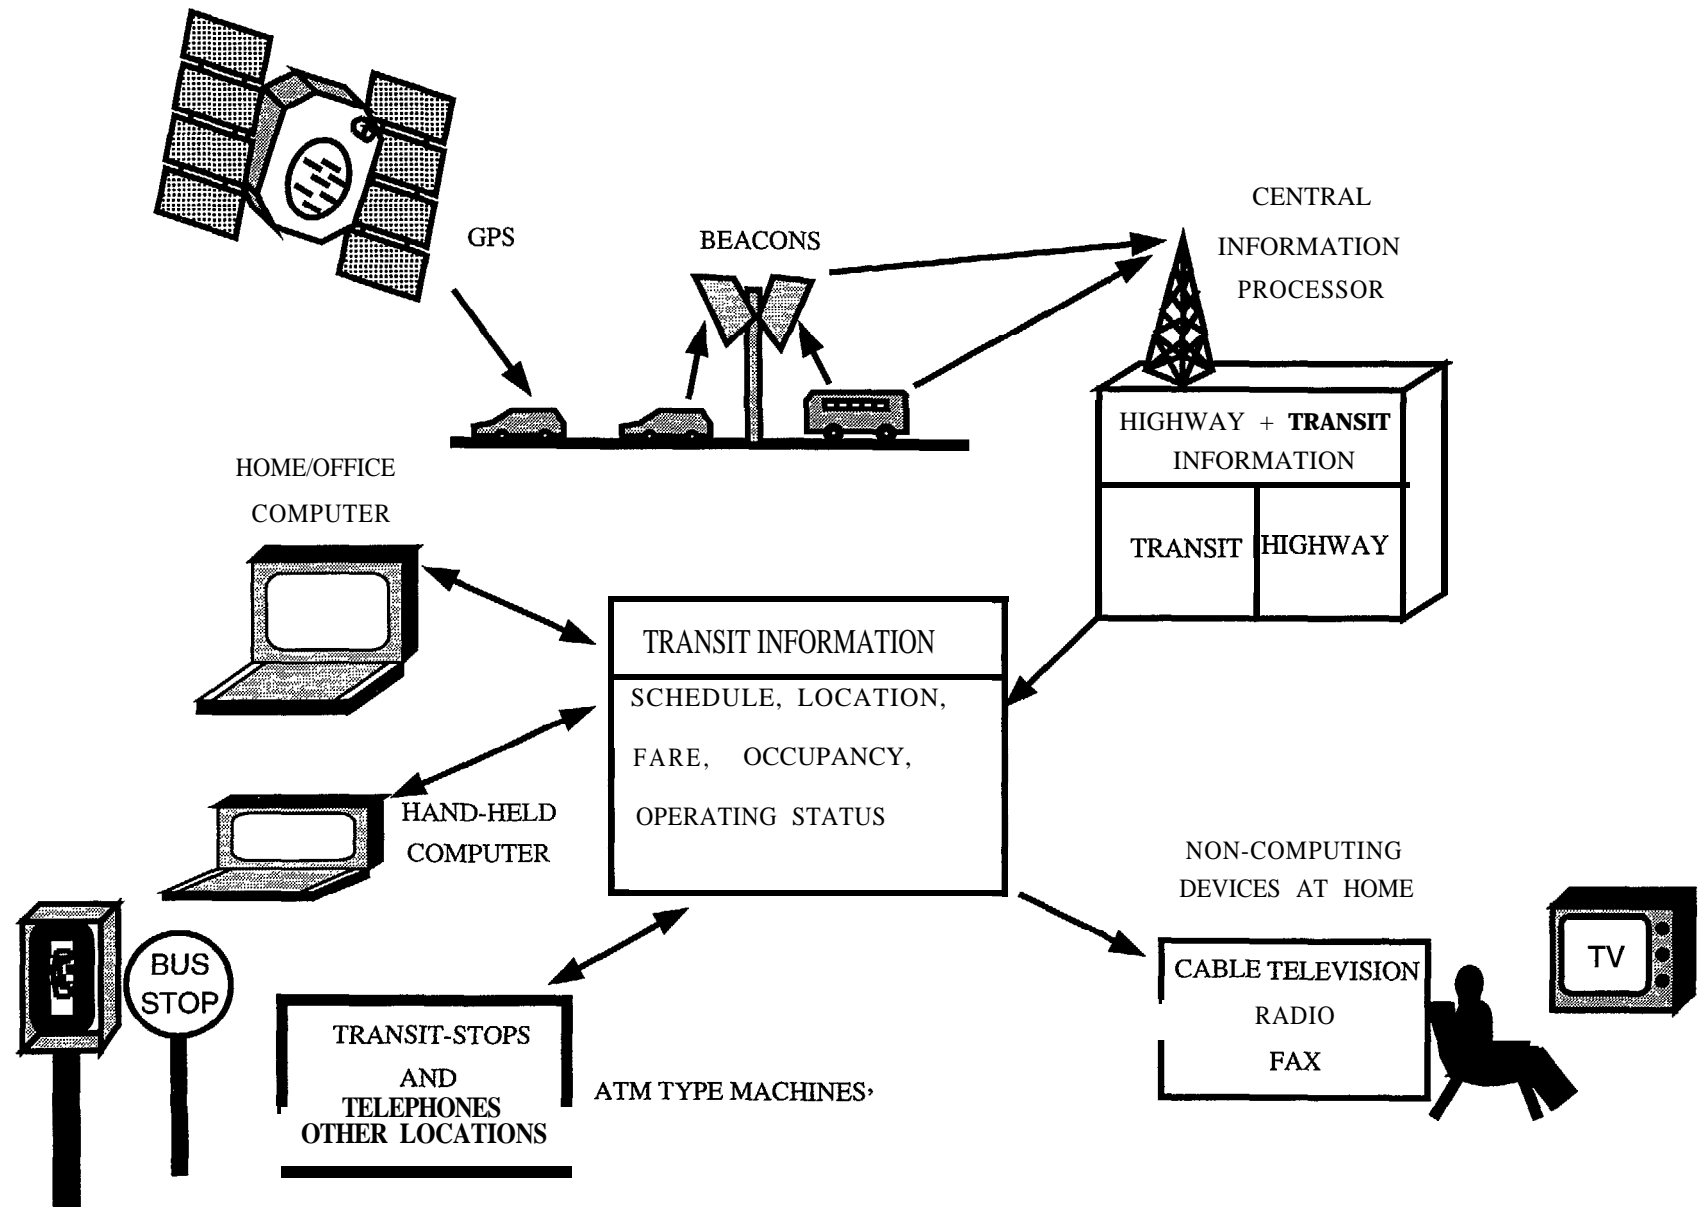 GPS
BEACONS
CENTRAL
INFORMATION
PROCESSOR
HIGHWAY + TRANSIT
INFORMATION
TRANSIT
HIGHWAY
HOME/OFFICE
COMPUTER
TRANSIT INFORMATION
SCHEDULE, LOCATION,
FARE, OCCUPANCY,
OPERATING STATUS
HAND-HELD
COMPUTER
NON-COMPUTING
DEVICES AT HOME
CABLE TELEVISION
RADIO
FAX
TV
BUS
STOP
TRANSIT-STOPS
AND
TELEPHONES
OTHER LOCATIONS
ATM TYPE MACHINES,